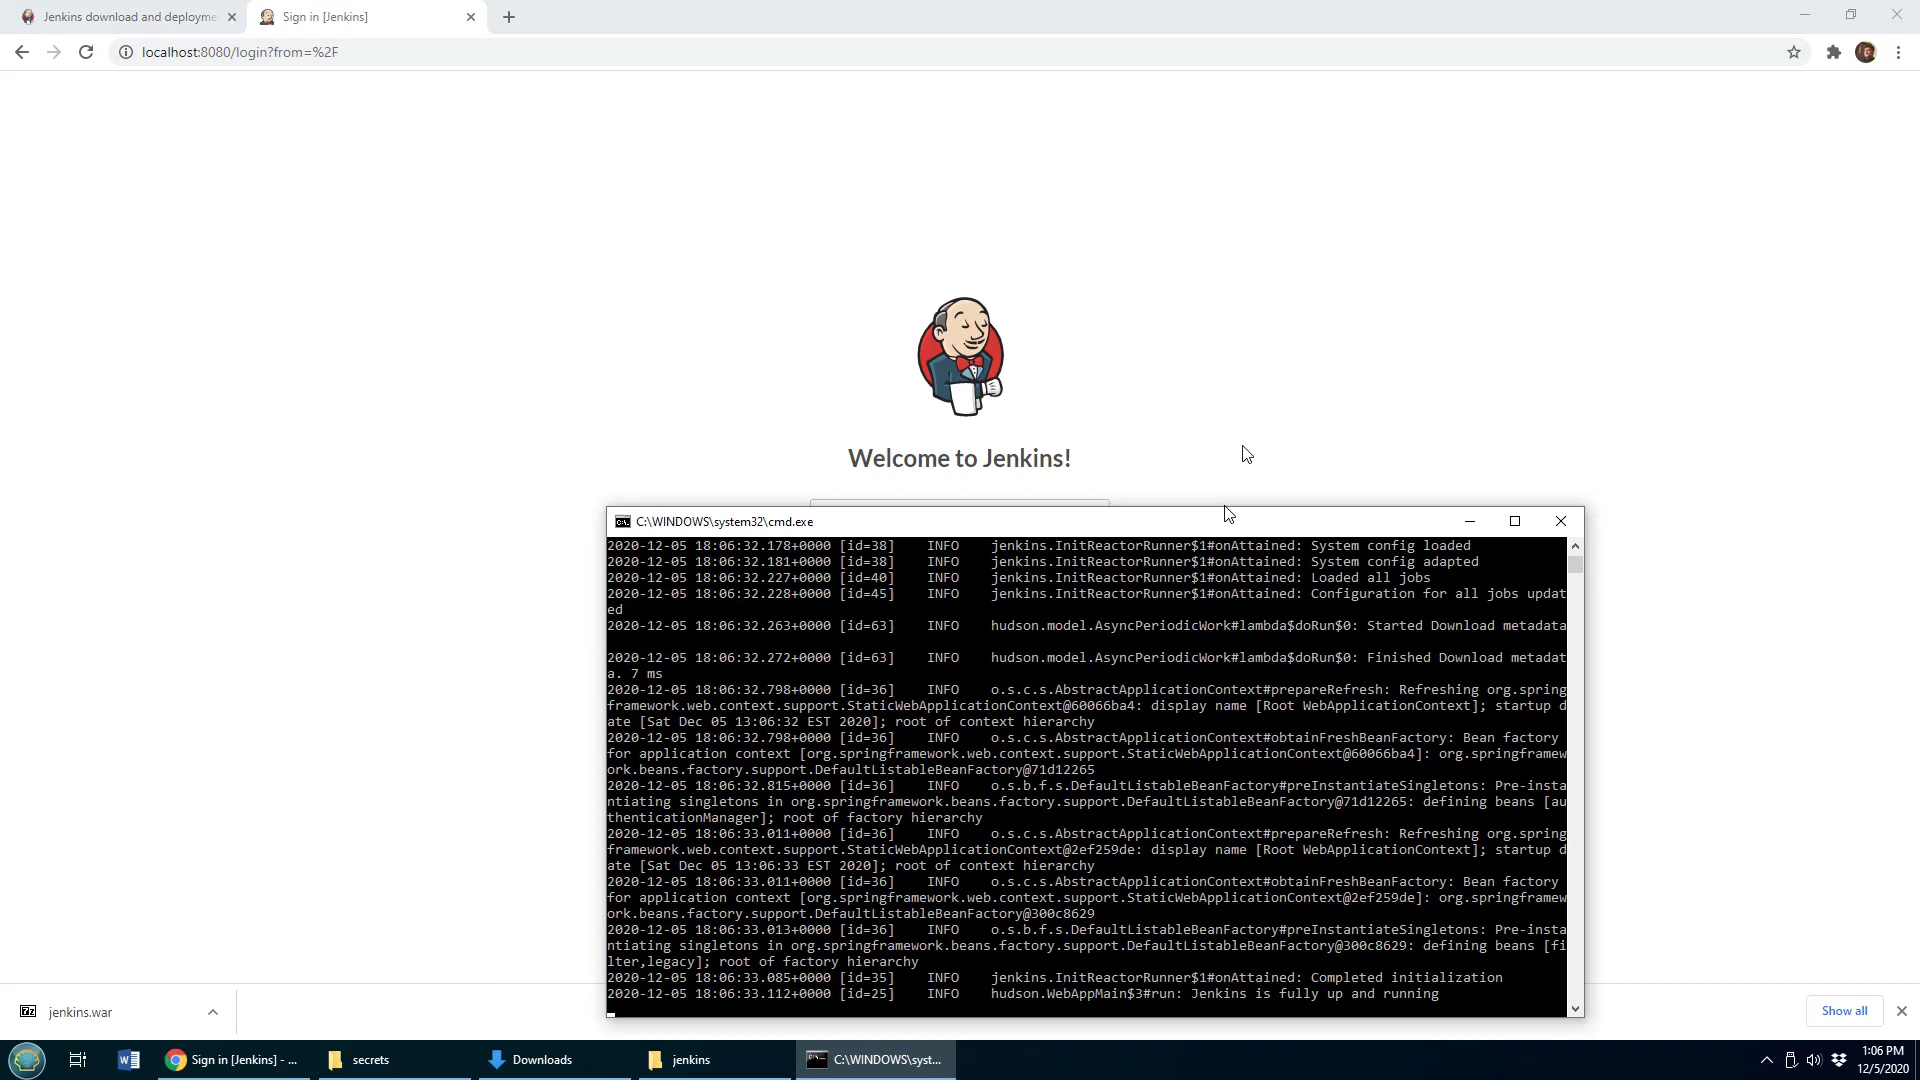 Jenkins download and deployme
Sign in [Jenkins]
localhost:8080/login?from=%2F
Welcome to Jenkins!
C:\WINDOWS\system32\cmd.exe
2020-12-05 18:06:32.178+0000 [id=38]    INFO    jenkins.InitReactorRunner$1#onAttained: System config loaded
2020-12-05 18:06:32.181+0000 [id=38]    INFO    jenkins.InitReactorRunner$1#onAttained: System config adapted
2020-12-05 18:06:32.227+0000 [id=40]    INFO    jenkins.InitReactorRunner$1#onAttained: Loaded all jobs
2020-12-05 18:06:32.228+0000 [id=45]    INFO    jenkins.InitReactorRunner$1#onAttained: Configuration for all jobs updat
ed
2020-12-05 18:06:32.263+0000 [id=63]    INFO    hudson.model.AsyncPeriodicWork#lambda$doRun$0: Started Download metadata
2020-12-05 18:06:32.272+0000 [id=63]    INFO    hudson.model.AsyncPeriodicWork#lambda$doRun$0: Finished Download metadat
a. 7 ms
2020-12-05 18:06:32.798+0000 [id=36]    INFO    o.s.c.s.AbstractApplicationContext#prepareRefresh: Refreshing org.spring
framework.web.context.support.StaticWebApplicationContext@60066ba4: display name [Root WebApplicationContext]; startup d
ate [Sat Dec 05 13:06:32 EST 2020]; root of context hierarchy
2020-12-05 18:06:32.798+0000 [id=36]    INFO    o.s.c.s.AbstractApplicationContext#obtainFreshBeanFactory: Bean factory
for application context [org.springframework.web.context.support.StaticWebApplicationContext@60066ba4]: org.springframew
ork.beans.factory.support.DefaultListableBeanFactory@71d12265
2020-12-05 18:06:32.815+0000 [id=36]    INFO    o.s.b.f.s.DefaultListableBeanFactory#preInstantiateSingletons: Pre-insta
ntiating singletons in org.springframework.beans.factory.support.DefaultListableBeanFactory@71d12265: defining beans [au
thenticationManager]; root of factory hierarchy
2020-12-05 18:06:33.011+0000 [id=36]    INFO    o.s.c.s.AbstractApplicationContext#prepareRefresh: Refreshing org.spring
framework.web.context.support.StaticWebApplicationContext@2ef259de: display name [Root WebApplicationContext]; startup d
ate [Sat Dec 05 13:06:33 EST 2020]; root of context hierarchy
2020-12-05 18:06:33.011+0000 [id=36]    INFO    o.s.c.s.AbstractApplicationContext#obtainFreshBeanFactory: Bean factory
for application context [org.springframework.web.context.support.StaticWebApplicationContext@2ef259de]: org.springframew
ork.beans.factory.support.DefaultListableBeanFactory@300c8629
2020-12-05 18:06:33.013+0000 [id=36]    INFO    o.s.b.f.s.DefaultListableBeanFactory#preInstantiateSingletons: Pre-insta
ntiating singletons in org.springframework.beans.factory.support.DefaultListableBeanFactory@300c8629: defining beans [fi
lter,legacy]; root of factory hierarchy
2020-12-05 18:06:33.085+0000 [id=35]    INFO    jenkins.InitReactorRunner$1#onAttained: Completed initialization
2020-12-05 18:06:33.112+0000 [id=25]    INFO    hudson.WebAppMain$3#run: Jenkins is fully up and running
7z
jenkins.war
Show all
Sign in [Jenkins] - ...
secrets
Downloads
jenkins
C:\WINDOWS\syst...
1:06 PM
12/5/2020